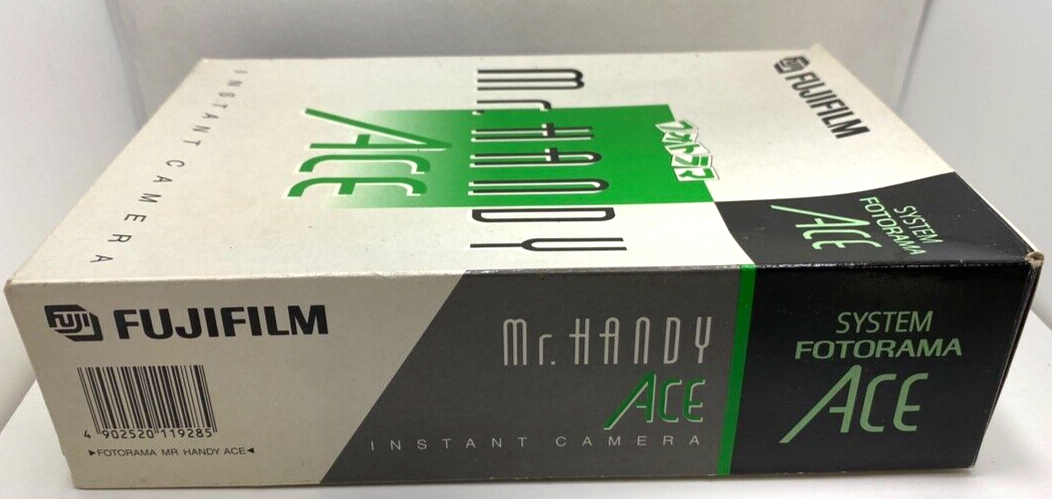 FUJIFILM
フォトラマ
Mr. HANDY
ACE
INSTANT CAMERA
SYSTEM
FOTORAMA
ACE
FUJI FUJIFILM
4 902520 119285
▶FOTORAMA MR HANDY ACE◀
Mr. HANDY
ACE
INSTANT CAMERA
SYSTEM
FOTORAMA
ACE